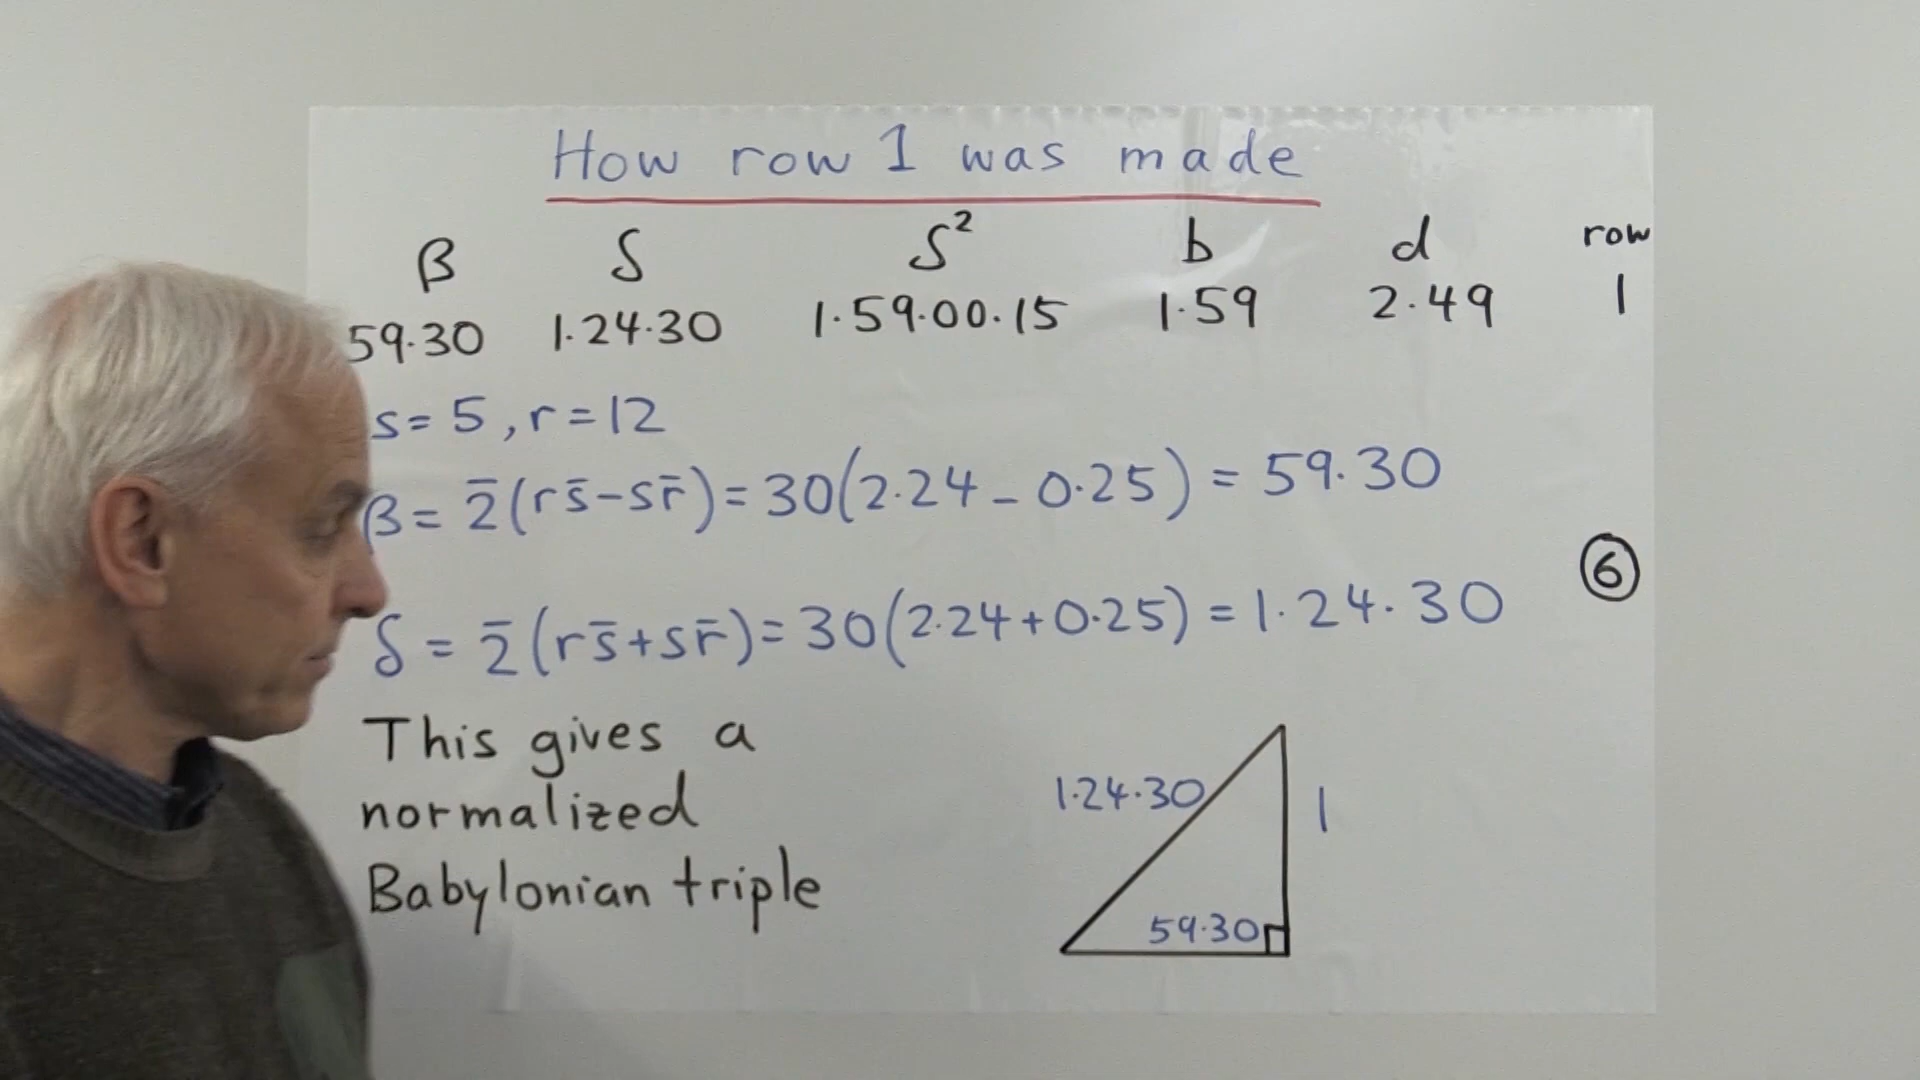 How row 1 was made
β δ δ² b d row
59.30 1.24.30 1.59.00.15 1.59 2.49 1
s=5, r=12
β = 2̄(rs̄-sr̄) = 30(2.24-0.25) = 59.30
⑥
δ = 2̄(rs̄+sr̄) = 30(2.24+0.25) = 1.24.30
This gives a
normalized
Babylonian triple
1.24.30 1
59.30